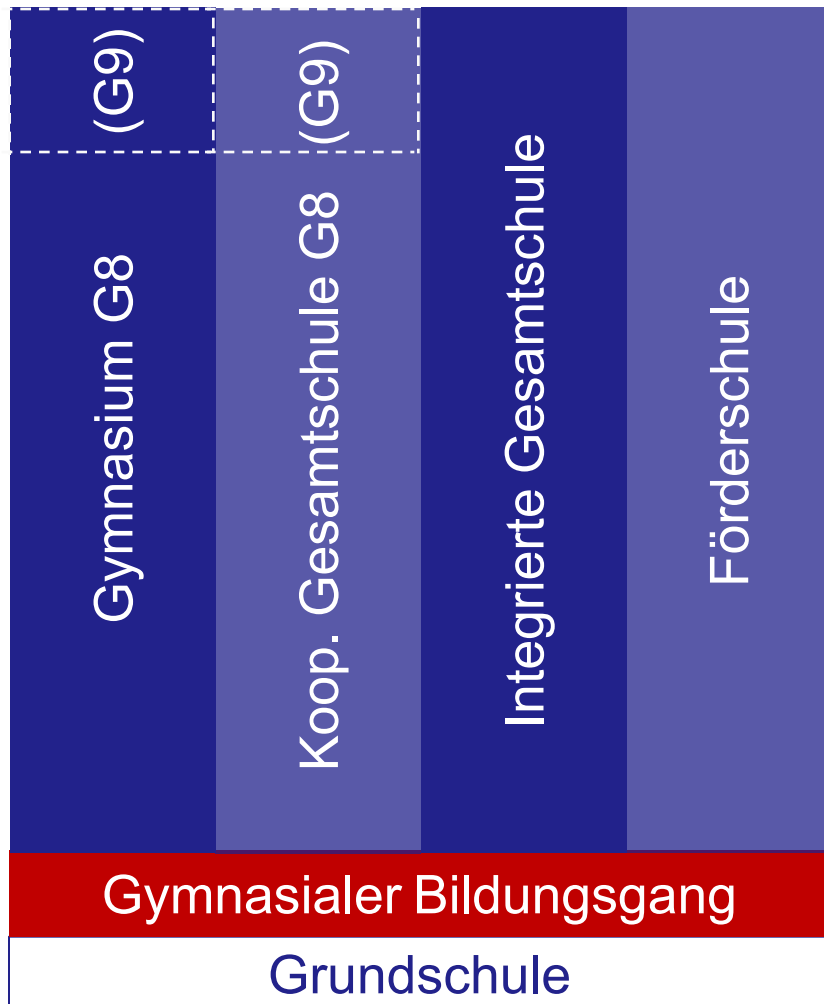 (G9)
Gymnasium G8
(G9)
Koop. Gesamtschule G8
Integrierte Gesamtschule
Förderschule
Gymnasialer Bildungsgang
Grundschule